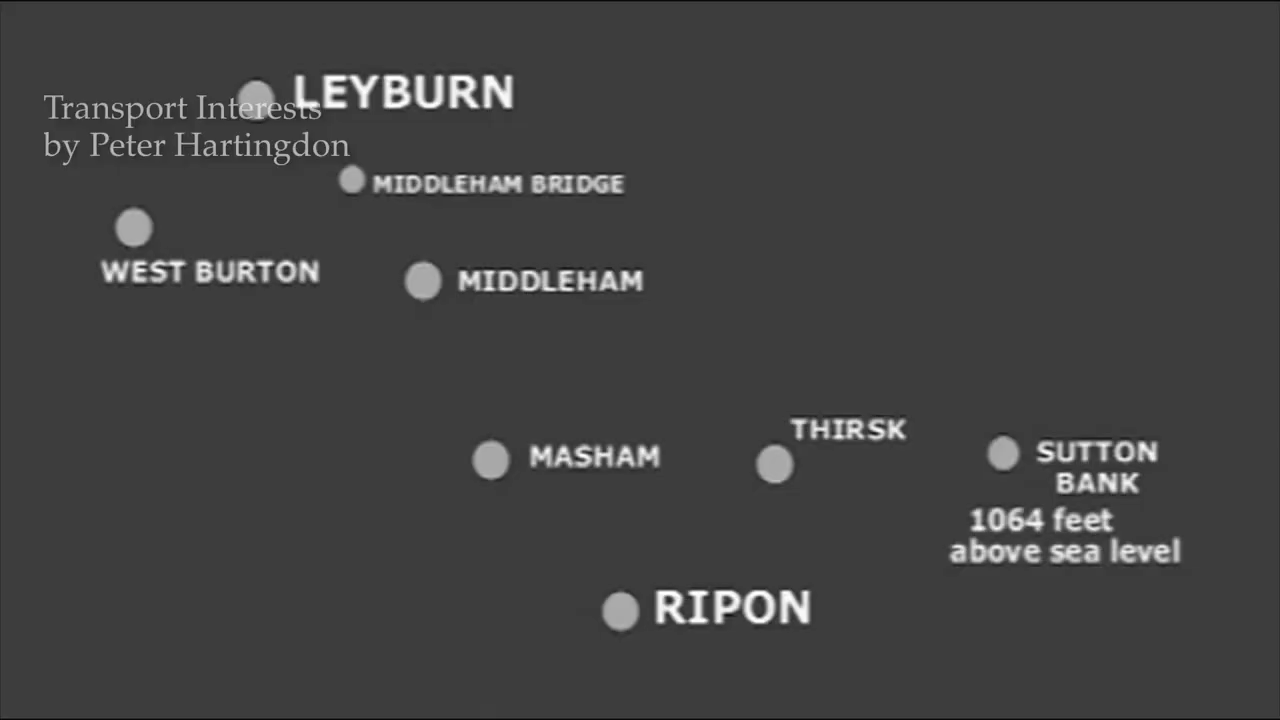 LEYBURN
Transport Interests
by Peter Hartingdon
MIDDLEHAM BRIDGE
WEST BURTON
MIDDLEHAM
THIRSK
MASHAM
SUTTON
BANK
1064 feet
above sea level
RIPON